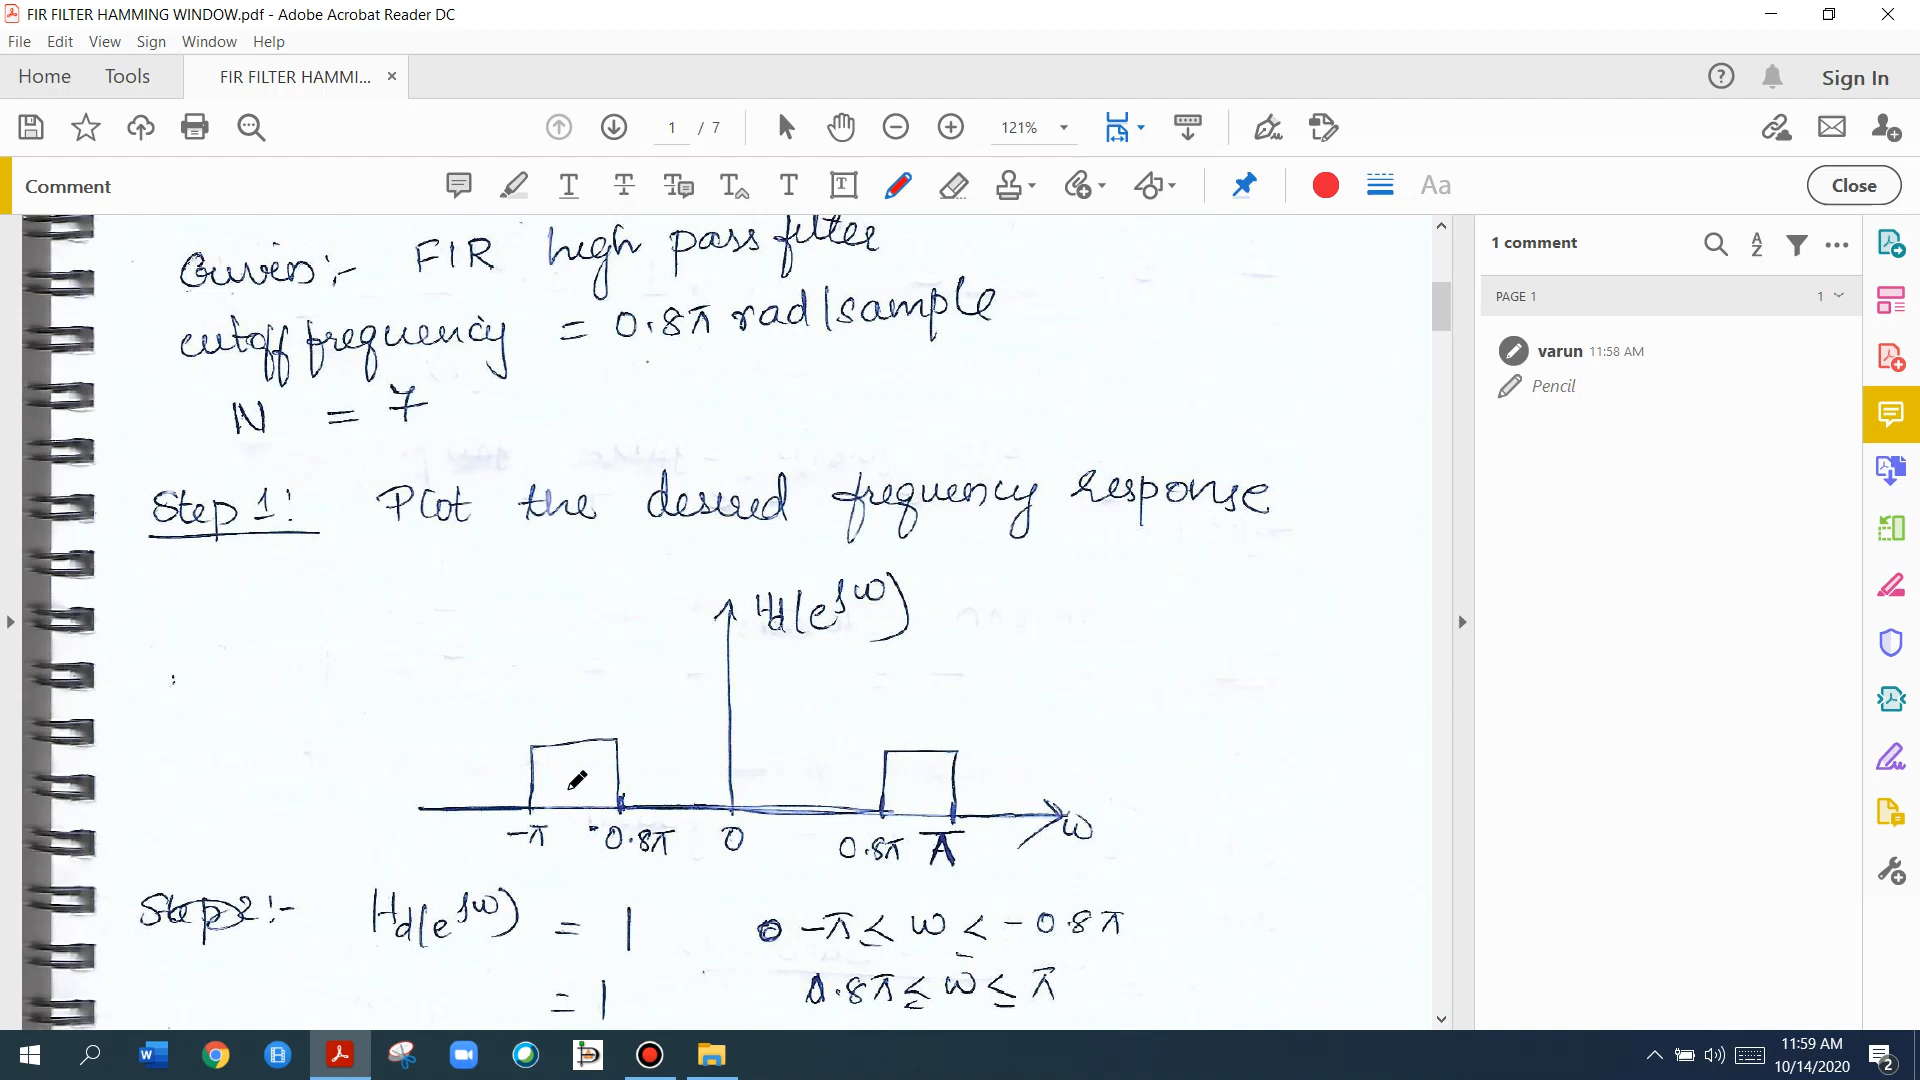 FIR FILTER HAMMING WINDOW.pdf - Adobe Acrobat Reader DC
File Edit View Sign Window Help
Home Tools FIR FILTER HAMMI... × Sign In
1 / 7 121%
Comment Close
Given:- FIR high pass filter
cutoff frequency = 0.8π rad/sample
N = 7
Step 1: Plot the desired frequency response
Hd(e^jω)
-π -0.8π 0 0.8π π ω
Step 2:- Hd(e^jω) = 1 -π ≤ ω ≤ -0.8π
= 1 0.8π ≤ ω ≤ π
1 comment
PAGE 1 1
varun 11:58 AM
Pencil
11:59 AM
10/14/2020
2